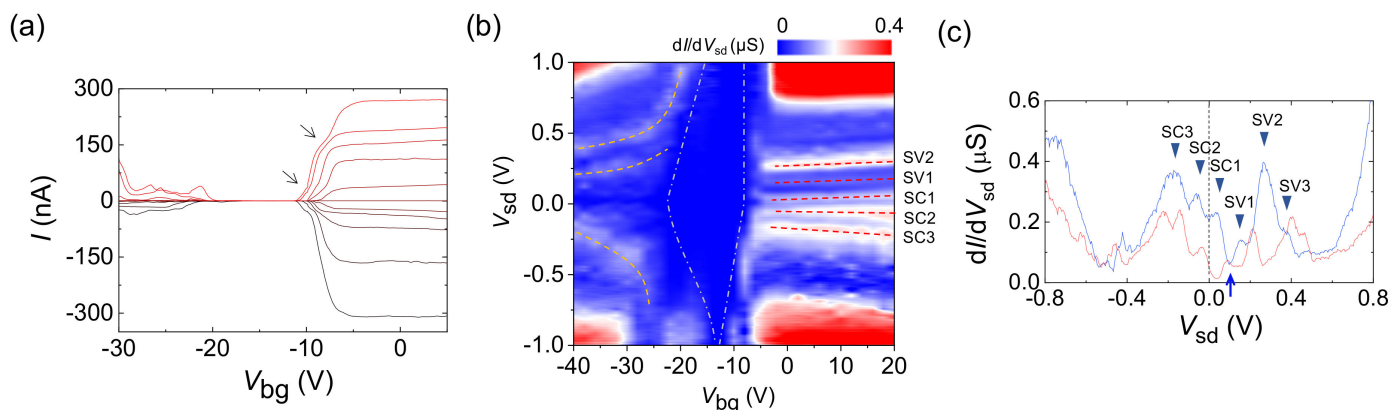 (a)
300
150
0
-150
-300
I (nA)
-30
-20
-10
0
Vbg (V)
(b)
dI/dVsd (µS)
0
0.4
1.0
0.5
0.0
-0.5
-1.0
Vsd (V)
-40
-30
-20
-10
0
10
20
Vbg (V)
SV2
SV1
SC1
SC2
SC3
(c)
0.6
0.4
0.2
0.0
dI/dVsd (µS)
SC3
SC2
SC1
SV1
SV2
SV3
-0.8
-0.4
0.0
0.4
0.8
Vsd (V)